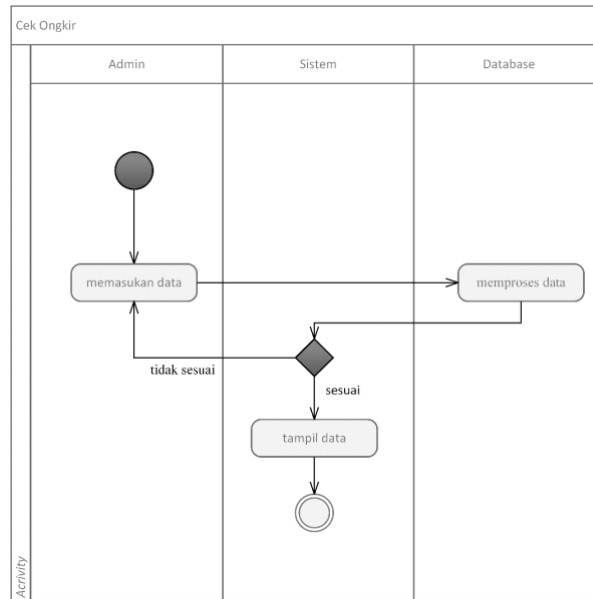 Cek Ongkir
Admin
Sistem
Database
memasukan data
memproses data
tidak sesuai
sesuai
tampil data
Acrivity